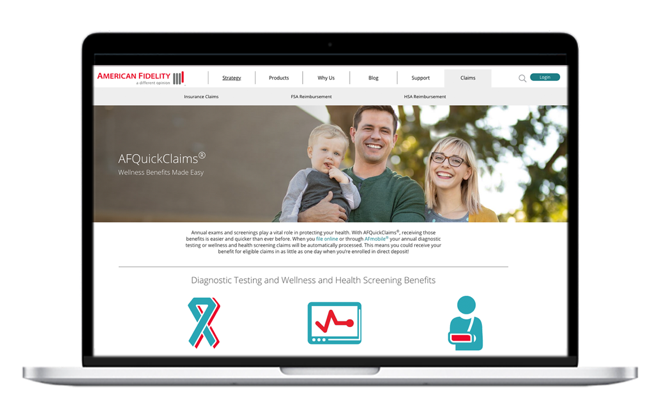 AMERICAN FIDELITY
a different opinion
Strategy
Products
Why Us
Blog
Support
Claims
Login
Insurance Claims
FSA Reimbursement
HSA Reimbursement
AFQuickClaims®
Wellness Benefits Made Easy
Annual exams and screenings play a vital role in protecting your health. With AFQuickClaims®, receiving those
benefits is easier and quicker than ever before. When you file online or through AFmobile® your annual diagnostic
testing or wellness and health screening claims will be automatically processed. This means you could receive your
benefit for eligible claims in as little as one day when you're enrolled in direct deposit!
Diagnostic Testing and Wellness and Health Screening Benefits